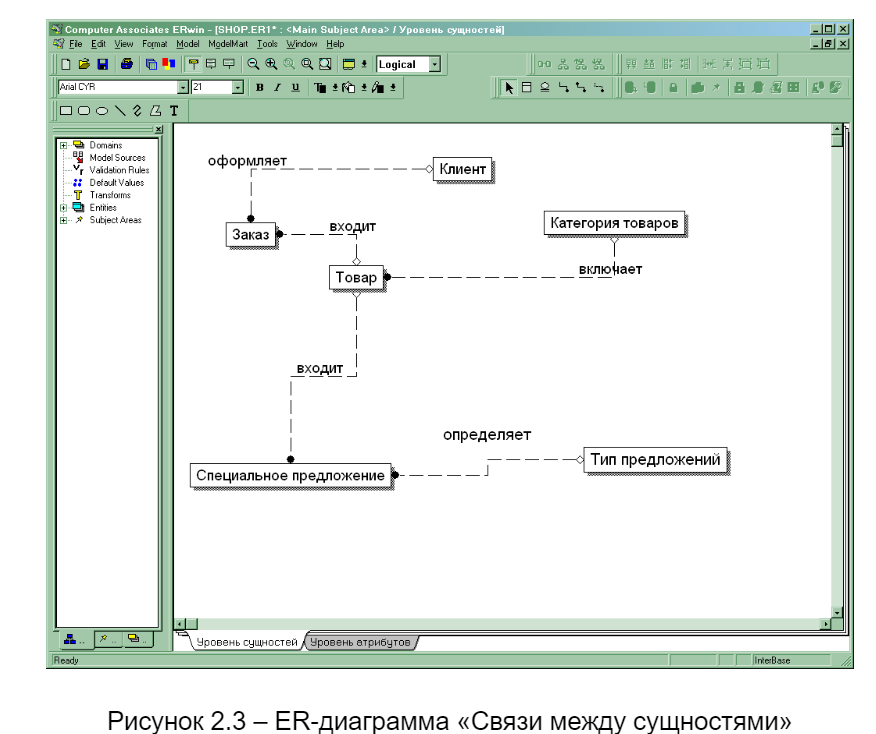 Computer Associates ERwin - [SHOP.ER1* : <Main Subject Area> / Уровень сущностей]
File Edit View Format Model ModelMart Tools Window Help
Logical
Arial CYR 21 B I U
T
Domains
Model Sources
Validation Rules
Default Values
Transforms
Entities
Subject Areas
оформляет
Клиент
Заказ
входит
Категория товаров
Товар
включает
входит
определяет
Специальное предложение
Тип предложений
Уровень сущностей Уровень атрибутов
Ready InterBase
Рисунок 2.3 – ER-диаграмма «Связи между сущностями»